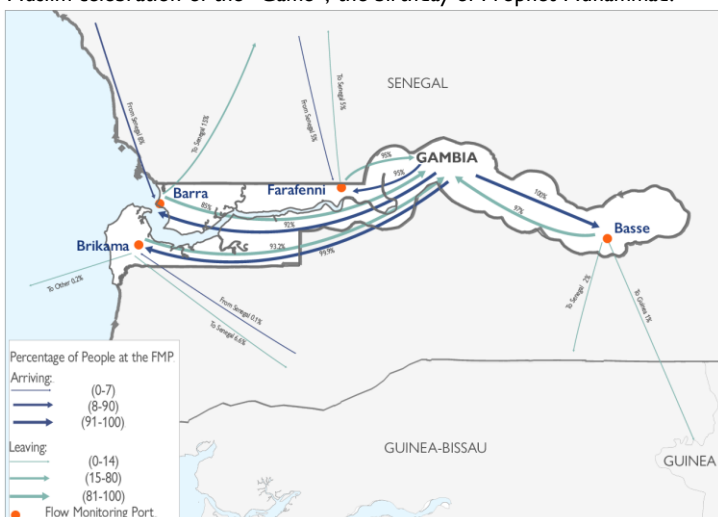 Muslim celebration of the "Gamo", the birthday of Prophet Muhammad.
SENEGAL
From Senegal 8%
To Senegal 15%
From Senegal 5%
To Senegal 5%
95%
GAMBIA
95%
Farafenni
Barra
85%
92%
100%
97%
Basse
Brikama
93.2%
99.9%
To Other 0.2%
From Senegal 0.1%
To Senegal 6.6%
To Senegal 2%
To Guinea 1%
Percentage of People at the FMP
Arriving:
(0-7)
(8-90)
(91-100)
Leaving:
(0-14)
(15-80)
(81-100)
Flow Monitoring Port
GUINEA-BISSAU
GUINEA